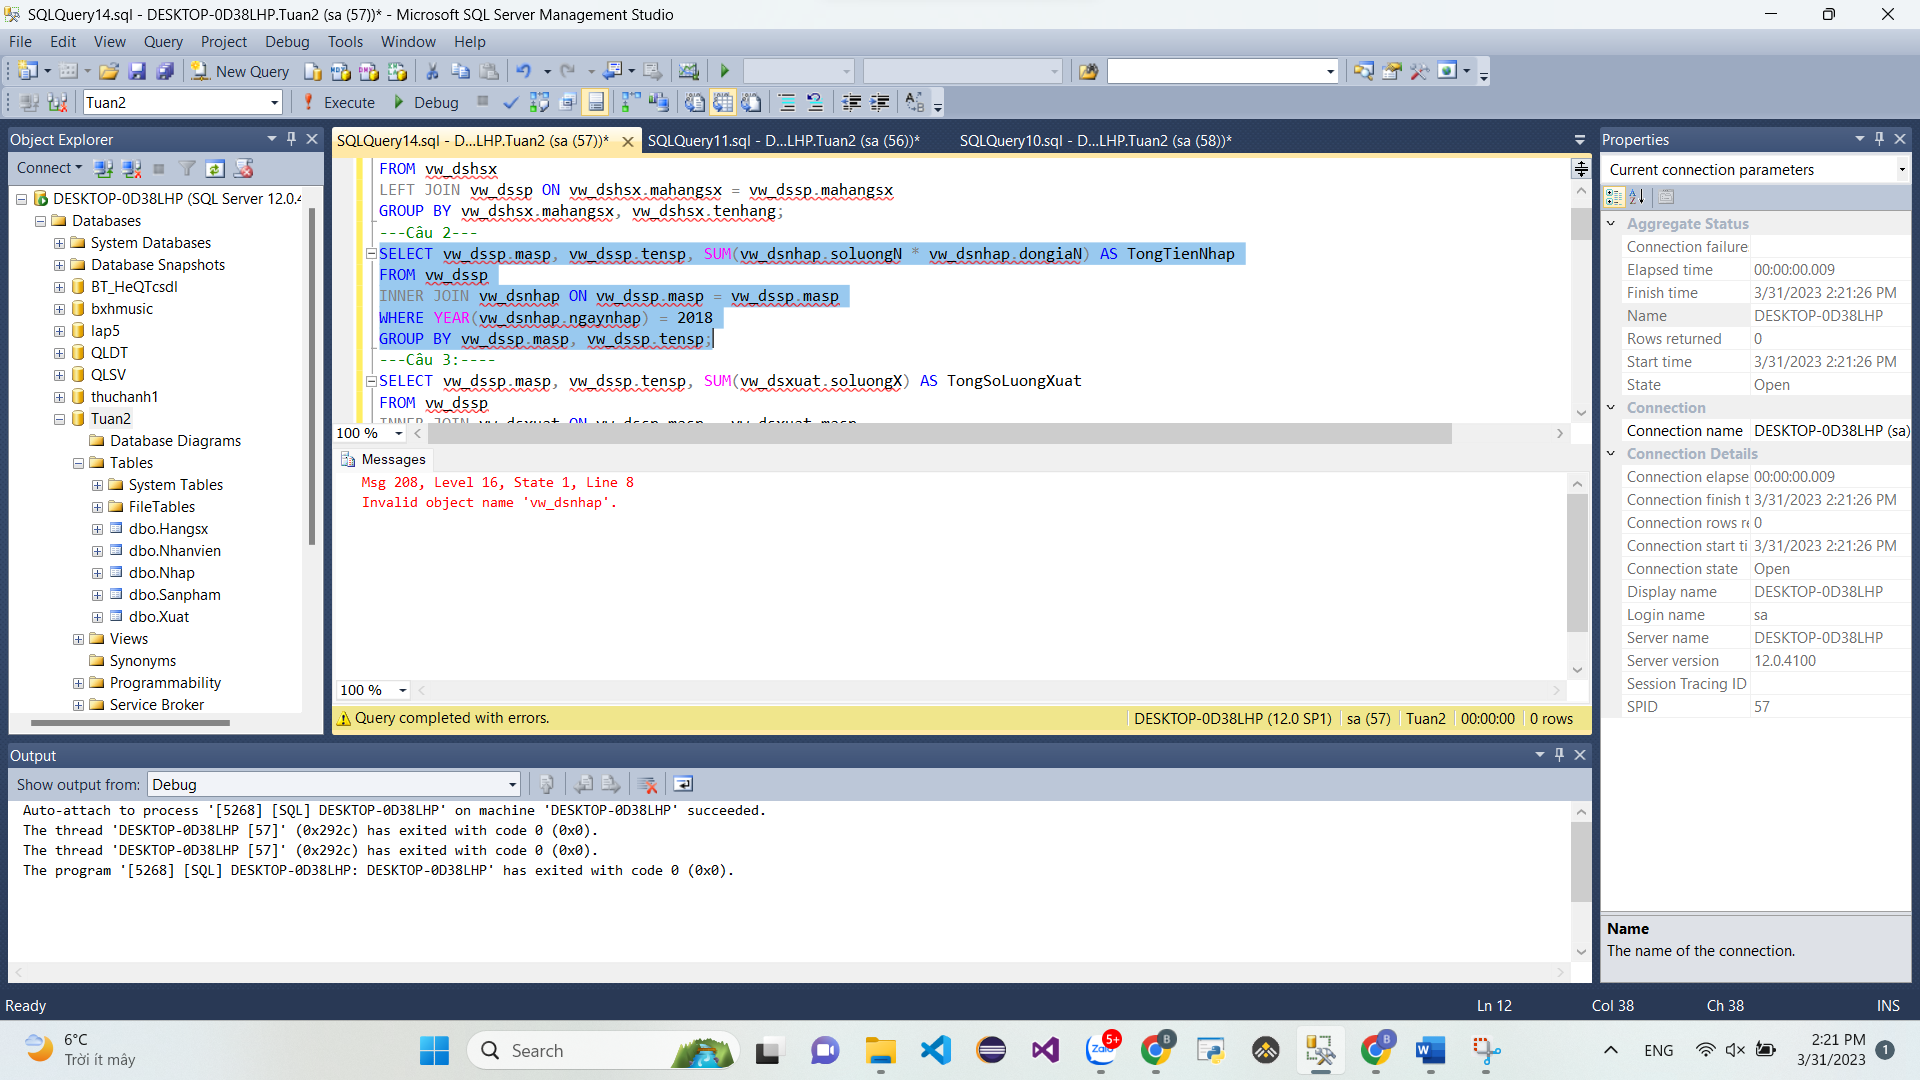 SQLQuery14.sql - DESKTOP-0D38LHP.Tuan2 (sa (57))* - Microsoft SQL Server Management Studio
File Edit View Query Project Debug Tools Window Help
New Query
Tuan2 Execute Debug
Object Explorer
Connect
DESKTOP-0D38LHP (SQL Server 12.0.4
Databases
System Databases
Database Snapshots
BT_HeQTcsdl
bxhmusic
lap5
QLDT
QLSV
thuchanh1
Tuan2
Database Diagrams
Tables
System Tables
FileTables
dbo.Hangsx
dbo.Nhanvien
dbo.Nhap
dbo.Sanpham
dbo.Xuat
Views
Synonyms
Programmability
Service Broker
SQLQuery14.sql - D...LHP.Tuan2 (sa (57))* SQLQuery11.sql - D...LHP.Tuan2 (sa (56))* SQLQuery10.sql - D...LHP.Tuan2 (sa (58))*
FROM vw_dshsx
LEFT JOIN vw_dssp ON vw_dshsx.mahangsx = vw_dssp.mahangsx
GROUP BY vw_dshsx.mahangsx, vw_dshsx.tenhang;
---Câu 2---
SELECT vw_dssp.masp, vw_dssp.tensp, SUM(vw_dsnhap.soluongN * vw_dsnhap.dongiaN) AS TongTienNhap
FROM vw_dssp
INNER JOIN vw_dsnhap ON vw_dssp.masp = vw_dssp.masp
WHERE YEAR(vw_dsnhap.ngaynhap) = 2018
GROUP BY vw_dssp.masp, vw_dssp.tensp;
---Câu 3:----
SELECT vw_dssp.masp, vw_dssp.tensp, SUM(vw_dsxuat.soluongX) AS TongSoLuongXuat
FROM vw_dssp
INNER JOIN vw_dsxuat ON vw_dssp.masp = vw_dssp.masp
100 %
Messages
Msg 208, Level 16, State 1, Line 8
Invalid object name 'vw_dsnhap'.
100 %
Query completed with errors. DESKTOP-0D38LHP (12.0 SP1) sa (57) Tuan2 00:00:00 0 rows
Properties
Current connection parameters
Aggregate Status
Connection failure
Elapsed time 00:00:00.009
Finish time 3/31/2023 2:21:26 PM
Name DESKTOP-0D38LHP
Rows returned 0
Start time 3/31/2023 2:21:26 PM
State Open
Connection
Connection name DESKTOP-0D38LHP (sa)
Connection Details
Connection elapse 00:00:00.009
Connection finish t 3/31/2023 2:21:26 PM
Connection rows re 0
Connection start ti 3/31/2023 2:21:26 PM
Connection state Open
Display name DESKTOP-0D38LHP
Login name sa
Server name DESKTOP-0D38LHP
Server version 12.0.4100
Session Tracing ID
SPID 57
Name
The name of the connection.
Output
Show output from: Debug
Auto-attach to process '[5268] [SQL] DESKTOP-0D38LHP' on machine 'DESKTOP-0D38LHP' succeeded.
The thread 'DESKTOP-0D38LHP [57]' (0x292c) has exited with code 0 (0x0).
The thread 'DESKTOP-0D38LHP [57]' (0x292c) has exited with code 0 (0x0).
The program '[5268] [SQL] DESKTOP-0D38LHP: DESKTOP-0D38LHP' has exited with code 0 (0x0).
Ready Ln 12 Col 38 Ch 38 INS
6°C
Trời ít mây
Search
Zalo 5+
B
B
ENG
2:21 PM
3/31/2023
1